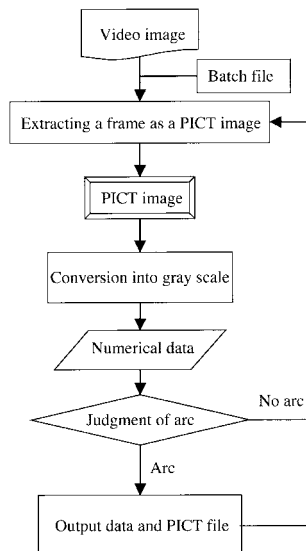 Video image
Batch file
Extracting a frame as a PICT image
PICT image
Conversion into gray scale
Numerical data
Judgment of arc
No arc
Arc
Output data and PICT file